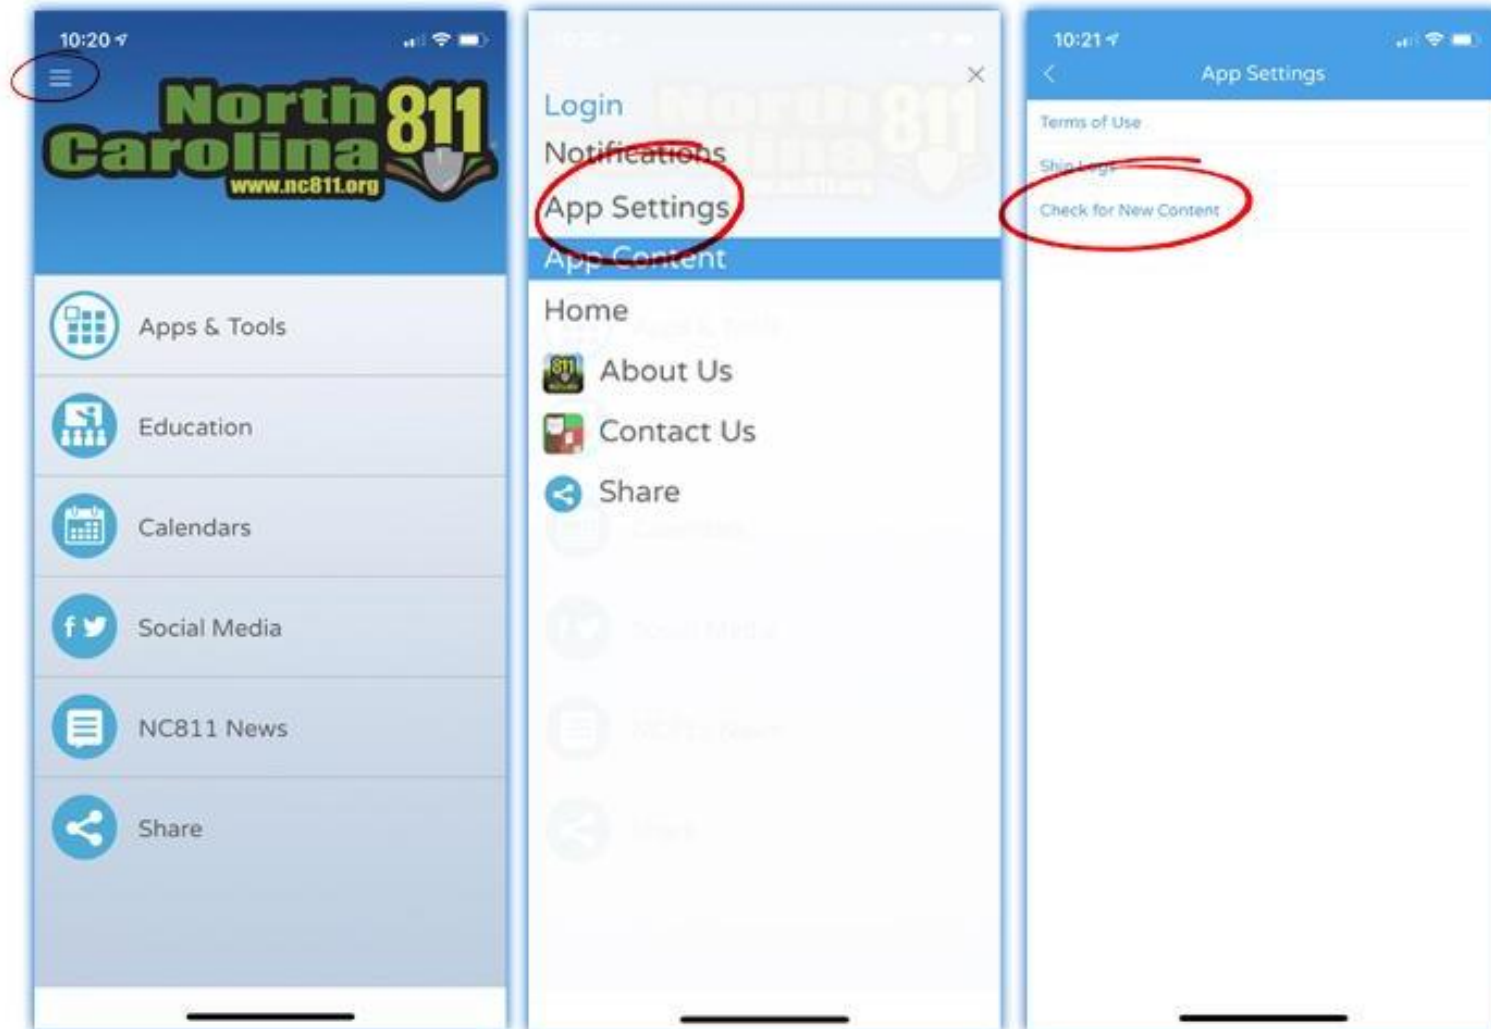 10:20
North
Carolina
811
www.nc811.org
Apps & Tools
Education
Calendars
Social Media
NC811 News
Share
Login
Notifications
App Settings
App Content
Home
About Us
Contact Us
Share
10:21
App Settings
Terms of Use
Ship Logs
Check for New Content